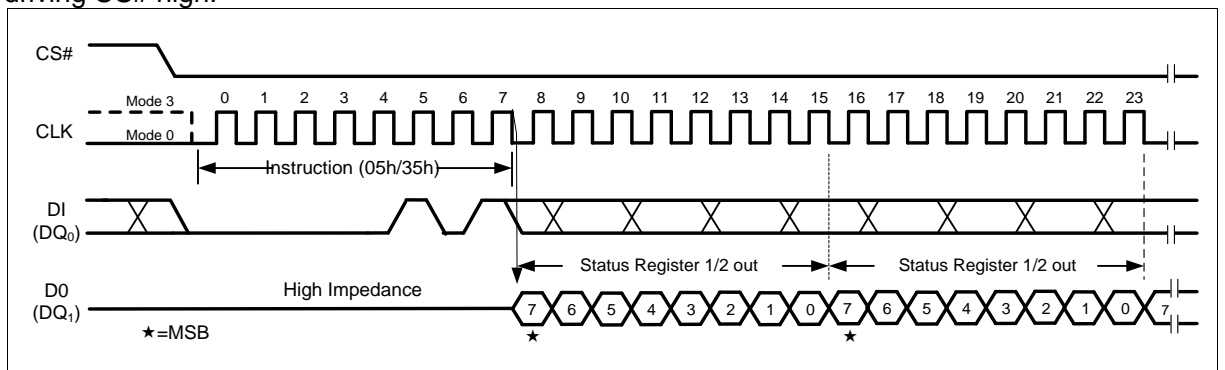 driving CS# high.
CS#
Mode 3 0 1 2 3 4 5 6 7 8 9 10 11 12 13 14 15 16 17 18 19 20 21 22 23
CLK Mode 0
Instruction (05h/35h)
DI
(DQ0)
Status Register 1/2 out Status Register 1/2 out
D0 High Impedance
(DQ1) 7 6 5 4 3 2 1 0 7 6 5 4 3 2 1 0 7
★=MSB ★ ★